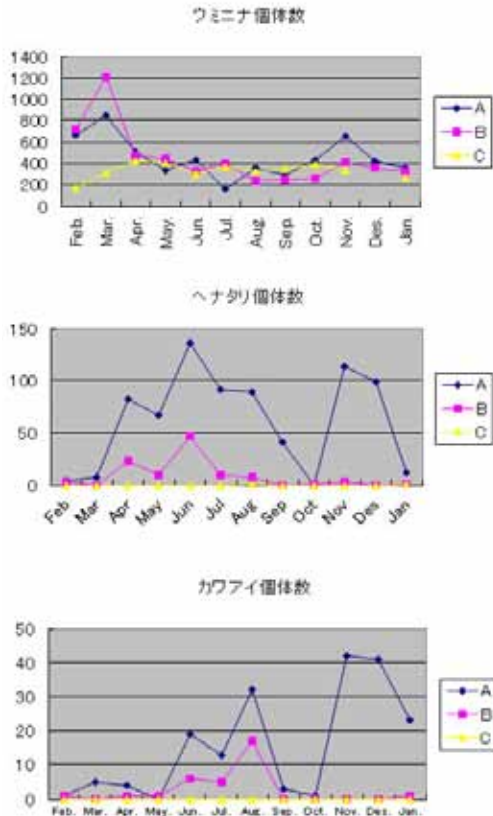 ウミニナ個体数
1400
1200
1000
800
600
400
200
0
Feb. Mar. Apr. May. Jun. Jul. Aug. Sep. Oct. Nov. Des. Jan.
A
B
C
ヘナタリ個体数
150
100
50
0
Feb Mar Apr May Jun Jul Aug Sep Oct Nov Des Jan
A
B
C
カワアイ個体数
50
40
30
20
10
0
Feb. Mar. Apr. May. Jun. Jul. Aug. Sep. Oct. Nov. Des. Jan.
A
B
C